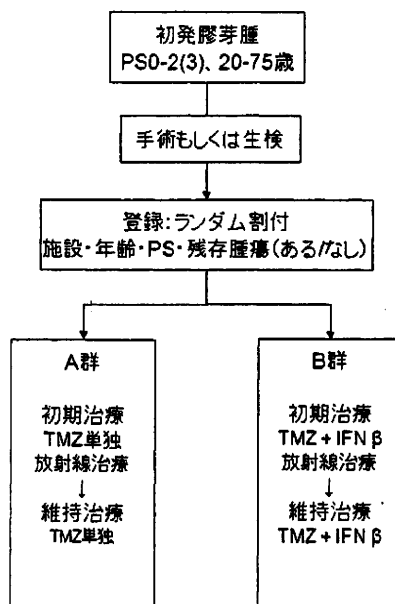 初発膠芽腫
PS0-2(3)、20-75歳
手術もしくは生検
登録:ランダム割付
施設・年齢・PS・残存腫瘍(ある/なし)
A群
初期治療
TMZ単独
放射線治療
↓
維持治療
TMZ単独
B群
初期治療
TMZ + IFN β
放射線治療
↓
維持治療
TMZ + IFN β